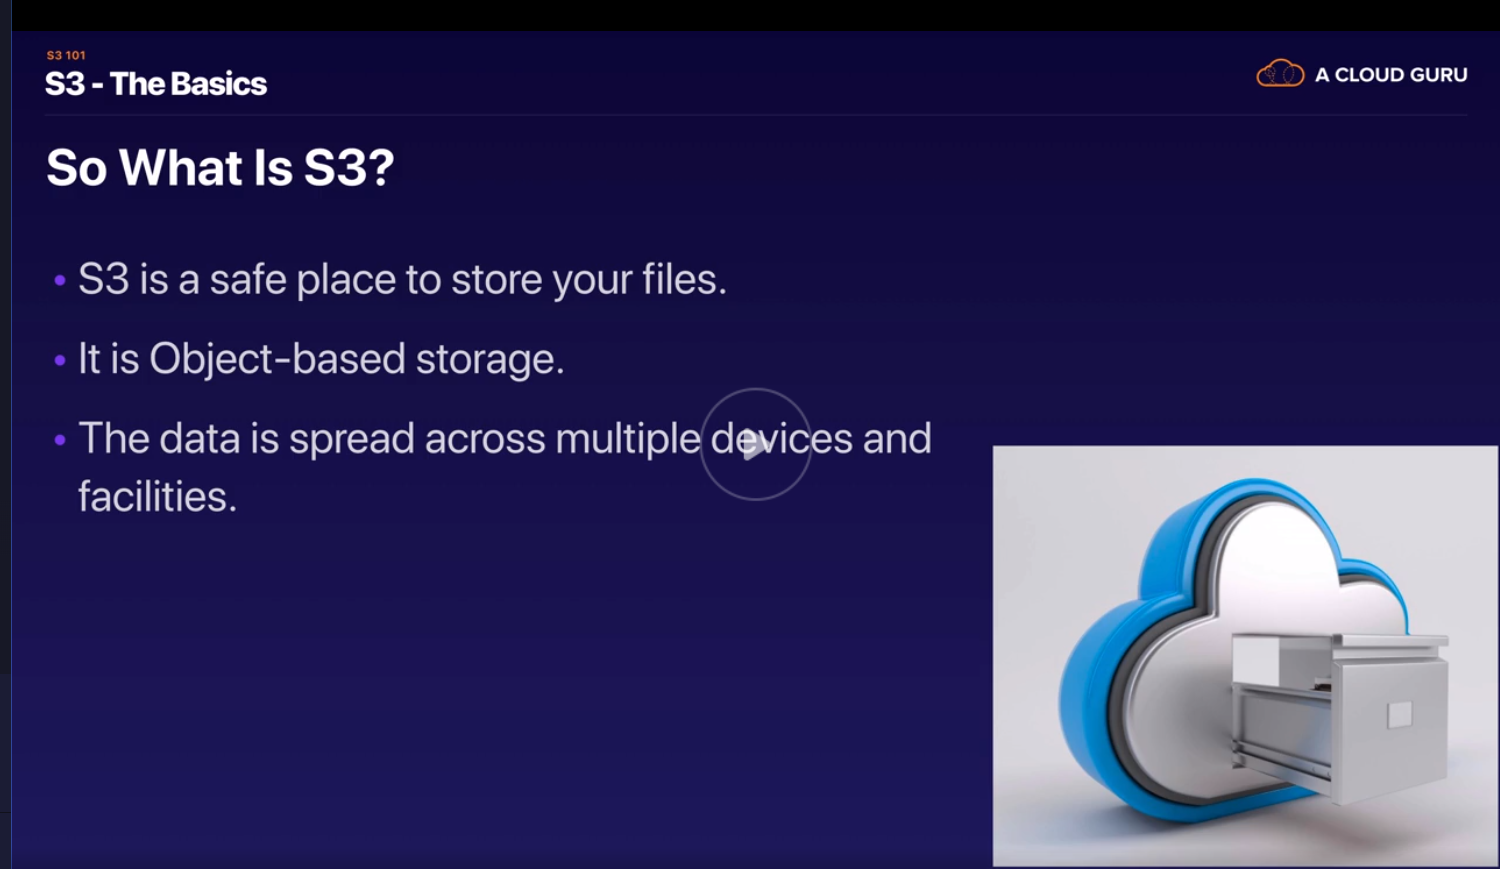 S3 101
S3 - The Basics
A CLOUD GURU
So What Is S3?
• S3 is a safe place to store your files.
• It is Object-based storage.
• The data is spread across multiple devices and
facilities.